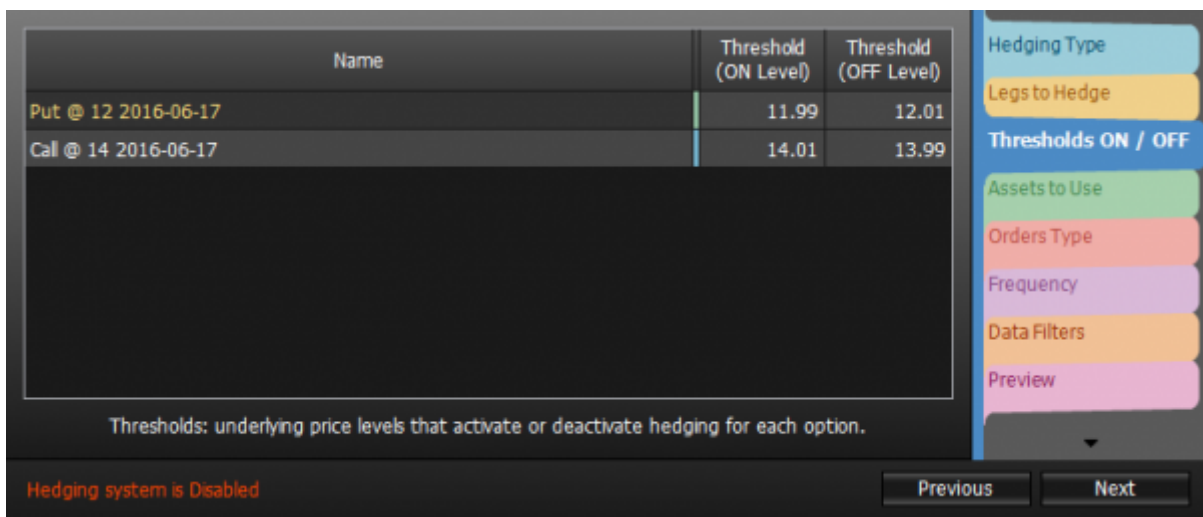 Name
Threshold
(ON Level)
Threshold
(OFF Level)
Put @ 12 2016-06-17 11.99 12.01
Call @ 14 2016-06-17 14.01 13.99
Thresholds: underlying price levels that activate or deactivate hedging for each option.
Hedging system is Disabled
Previous
Next
Hedging Type
Legs to Hedge
Thresholds ON / OFF
Assets to Use
Orders Type
Frequency
Data Filters
Preview